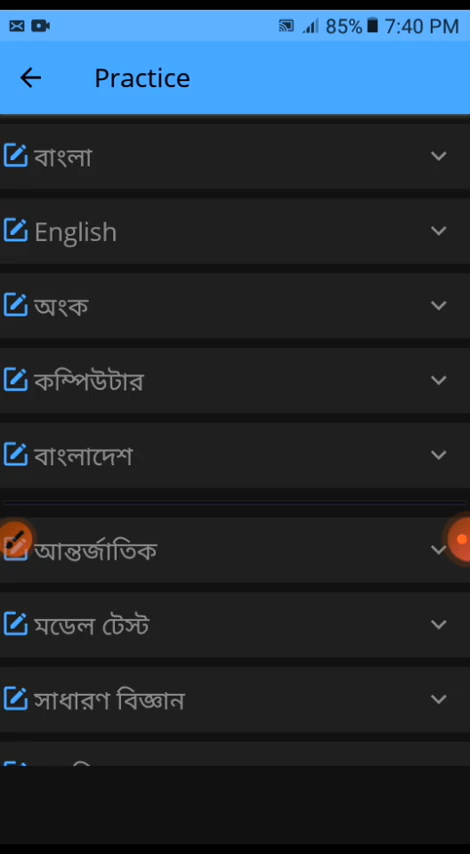 85% 7:40 PM
Practice
বাংলা
English
অংক
কম্পিউটার
বাংলাদেশ
আন্তর্জাতিক
মডেল টেস্ট
সাধারণ বিজ্ঞান